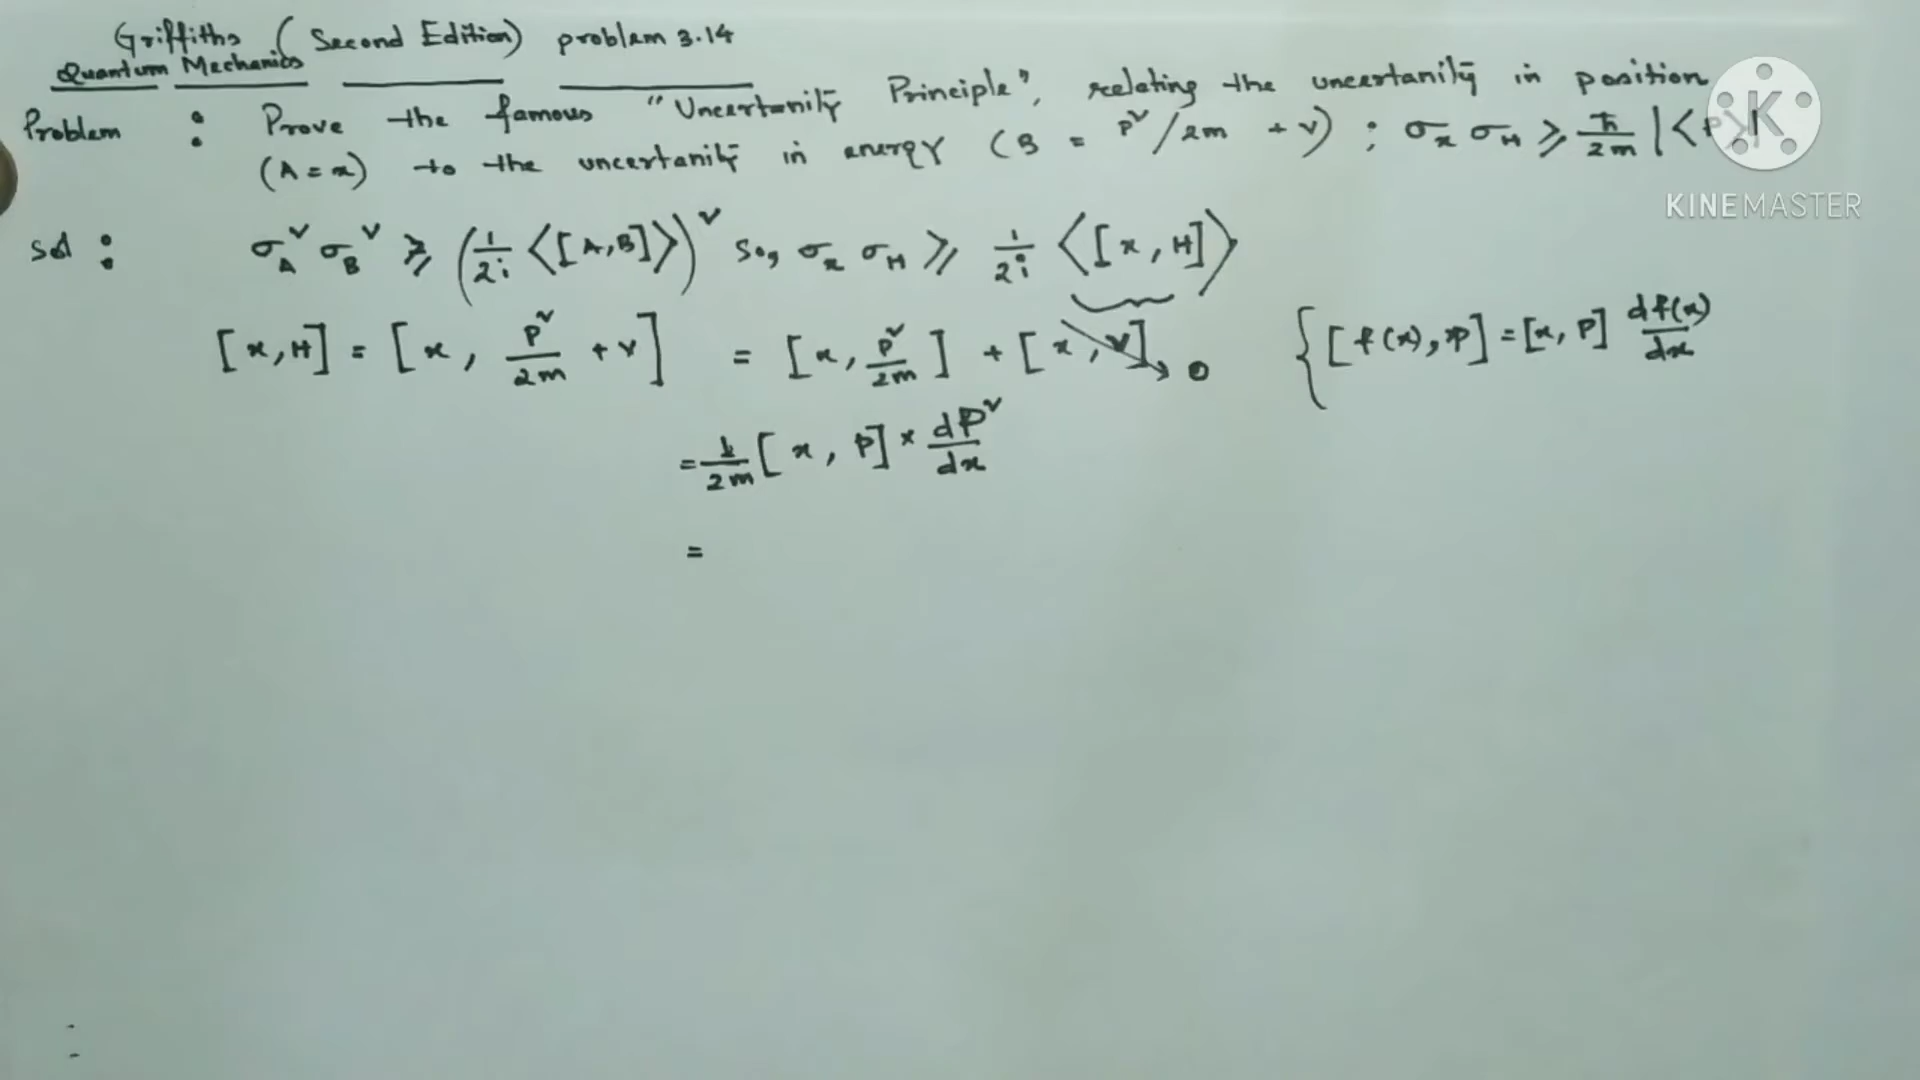 Griffiths (Second Edition) problem 3.14
Quantum Mechanics
Problem : Prove the famous "Uncertanity Principle", relating the uncertanity in position
(A = x) to the uncertanity in energy (B = p²/2m + V) ; σx σH ≥ ħ/2m |<P>|
KINEMASTER
Sol : σA² σB² ≥ (1/2i <[A,B]>)² So, σx σH ≥ 1/2i <[x, H]>
[x, H] = [x, p²/2m + V] = [x, p²/2m] + [x, V] → 0 { [f(x), p] = [x, p] df(x)/dx
= 1/2m [x, p] × dP²/dx
=